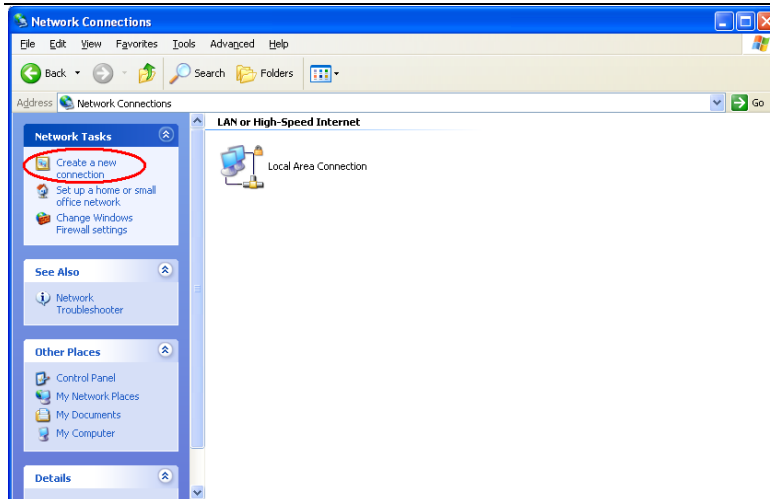 Network Connections
File Edit View Favorites Tools Advanced Help
Back Search Folders
Address Network Connections Go
Network Tasks
Create a new
connection
Set up a home or small
office network
Change Windows
Firewall settings
See Also
Network
Troubleshooter
Other Places
Control Panel
My Network Places
My Documents
My Computer
Details
LAN or High-Speed Internet
Local Area Connection